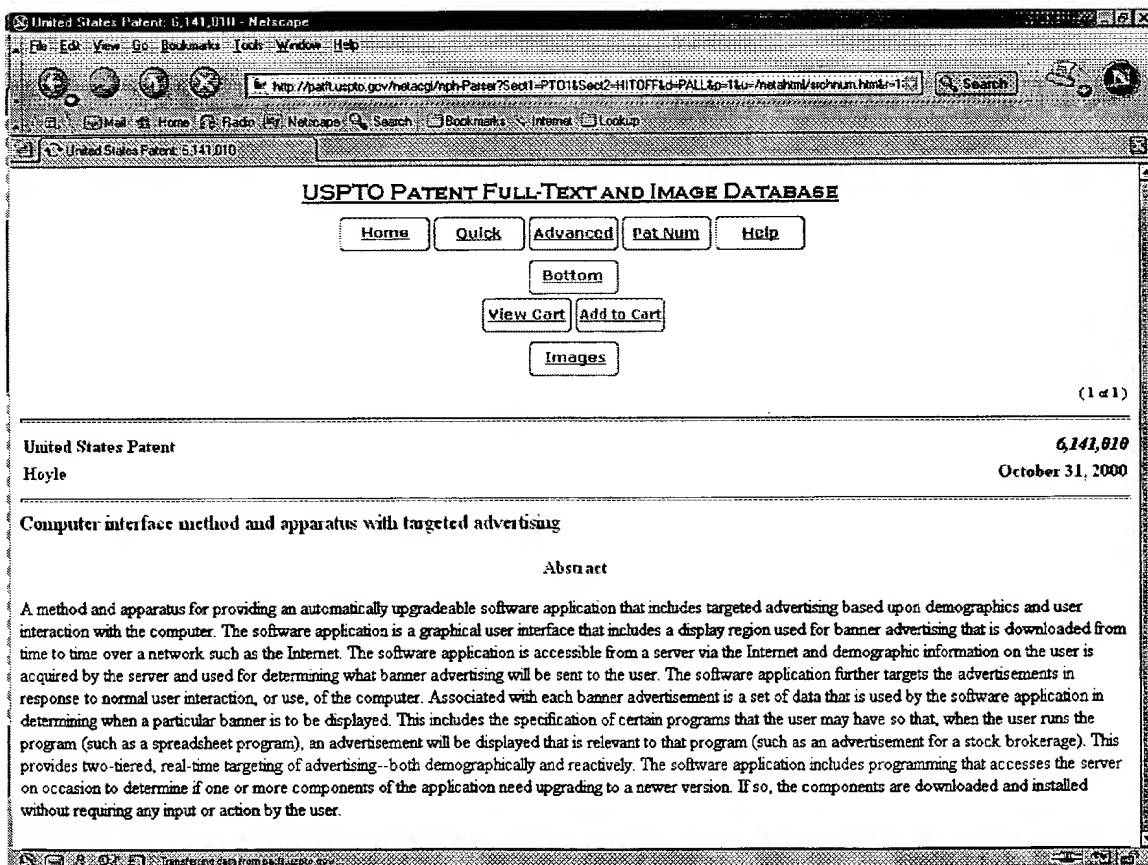 United States Patent: 6,141,010 - Netscape
File Edit View Go Bookmarks Tools Window Help
http://patft.uspto.gov/netacgi/nph-Parser?Sect1=PTO1&Sect2=HITOFF&d=PALL&p=1&u=/netahtml/srchnum.htm&r=1 Search
Mail Home Radio Netscape Search Bookmarks Internet Lookup
United States Patent: 6,141,010
USPTO PATENT FULL-TEXT AND IMAGE DATABASE
Home Quick Advanced Pat Num Help
Bottom
View Cart Add to Cart
Images
(1 of 1)
United States Patent 6,141,010
Hoyle October 31, 2000
Computer interface method and apparatus with targeted advertising
Abstract
A method and apparatus for providing an automatically upgradeable software application that includes targeted advertising based upon demographics and user
interaction with the computer. The software application is a graphical user interface that includes a display region used for banner advertising that is downloaded from
time to time over a network such as the Internet. The software application is accessible from a server via the Internet and demographic information on the user is
acquired by the server and used for determining what banner advertising will be sent to the user. The software application further targets the advertisements in
response to normal user interaction, or use, of the computer. Associated with each banner advertisement is a set of data that is used by the software application in
determining when a particular banner is to be displayed. This includes the specification of certain programs that the user may have so that, when the user runs the
program (such as a spreadsheet program), an advertisement will be displayed that is relevant to that program (such as an advertisement for a stock brokerage). This
provides two-tiered, real-time targeting of advertising--both demographically and reactively. The software application includes programming that accesses the server
on occasion to determine if one or more components of the application need upgrading to a newer version. If so, the components are downloaded and installed
without requiring any input or action by the user.
Transferring data from patft.uspto.gov